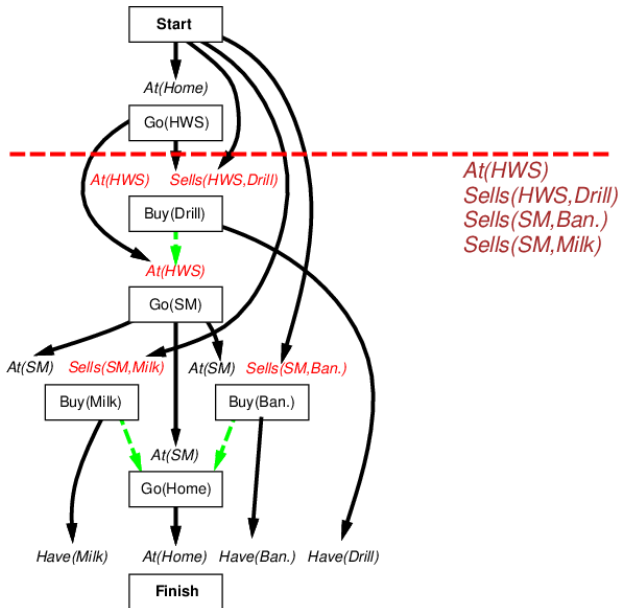 Start
At(Home)
Go(HWS)
At(HWS) Sells(HWS,Drill)
At(HWS)
Sells(HWS,Drill)
Sells(SM,Ban.)
Sells(SM,Milk)
Buy(Drill)
At(HWS)
Go(SM)
At(SM) Sells(SM,Milk) At(SM) Sells(SM,Ban.)
Buy(Milk) Buy(Ban.)
At(SM)
Go(Home)
Have(Milk) At(Home) Have(Ban.) Have(Drill)
Finish